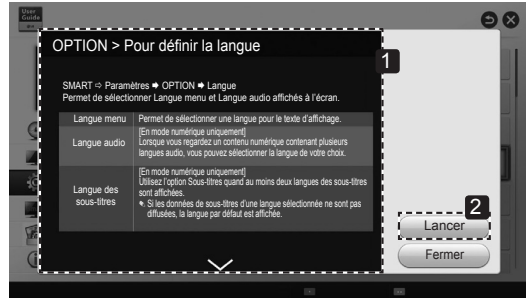 User
Guide
OPTION > Pour définir la langue
1
SMART ⇨ Paramètres ➡ OPTION ➡ Langue
Permet de sélectionner Langue menu et Langue audio affichés à l'écran.
Langue menu
Permet de sélectionner une langue pour le texte d'affichage.
Langue audio
[En mode numérique uniquement]
Lorsque vous regardez un contenu numérique contenant plusieurs
langues audio, vous pouvez sélectionner la langue de votre choix.
Langue des
sous-titres
[En mode numérique uniquement]
Utilisez l'option Sous-titres quand au moins deux langues des sous-titres
sont affichées.
Si les données de sous-titres d'une langue sélectionnée ne sont pas
diffusées, la langue par défaut est affichée.
2
Lancer
Fermer